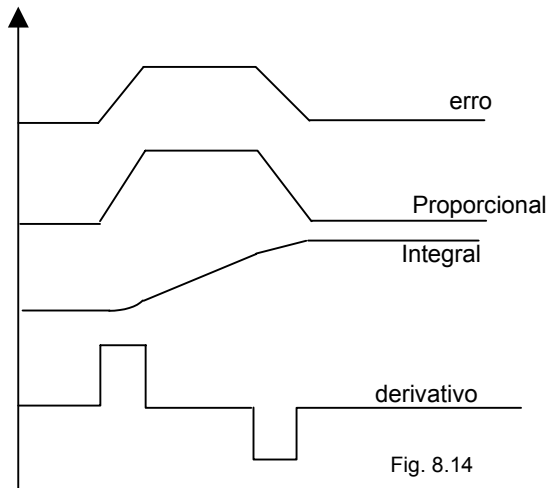 erro
Proporcional
Integral
derivativo
Fig. 8.14